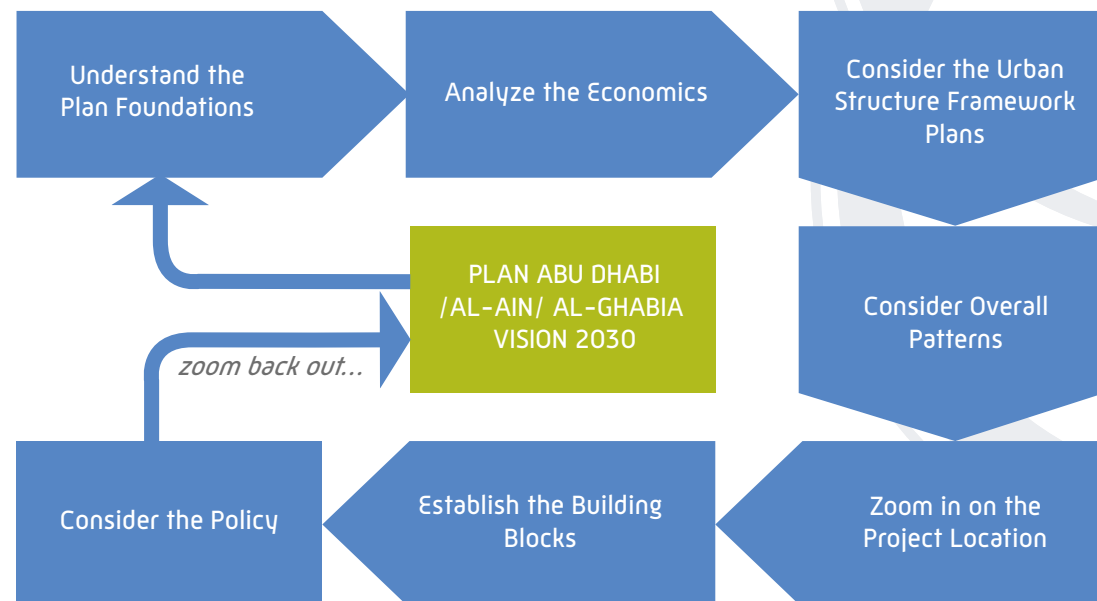 Understand the
Plan Foundations
Analyze the Economics
Consider the Urban
Structure Framework
Plans
PLAN ABU DHABI
/AL-AIN/ AL-GHABIA
VISION 2030
Consider Overall
Patterns
zoom back out...
Consider the Policy
Establish the Building
Blocks
Zoom in on the
Project Location